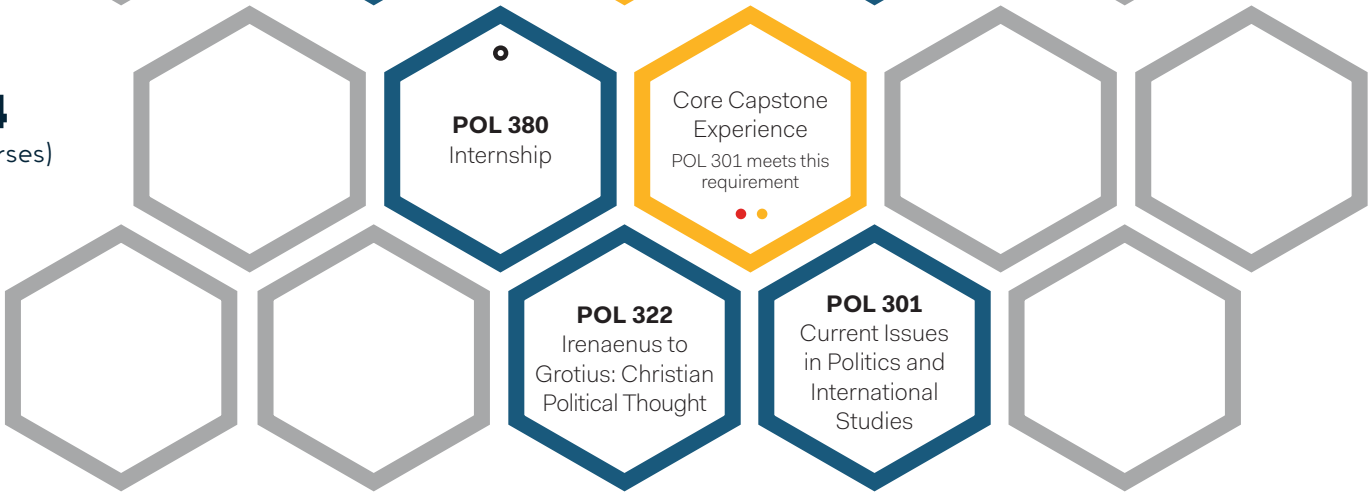 4
rses)
POL 380
Internship
Core Capstone
Experience
POL 301 meets this
requirement
POL 322
Irenaenus to
Grotius: Christian
Political Thought
POL 301
Current Issues
in Politics and
International
Studies